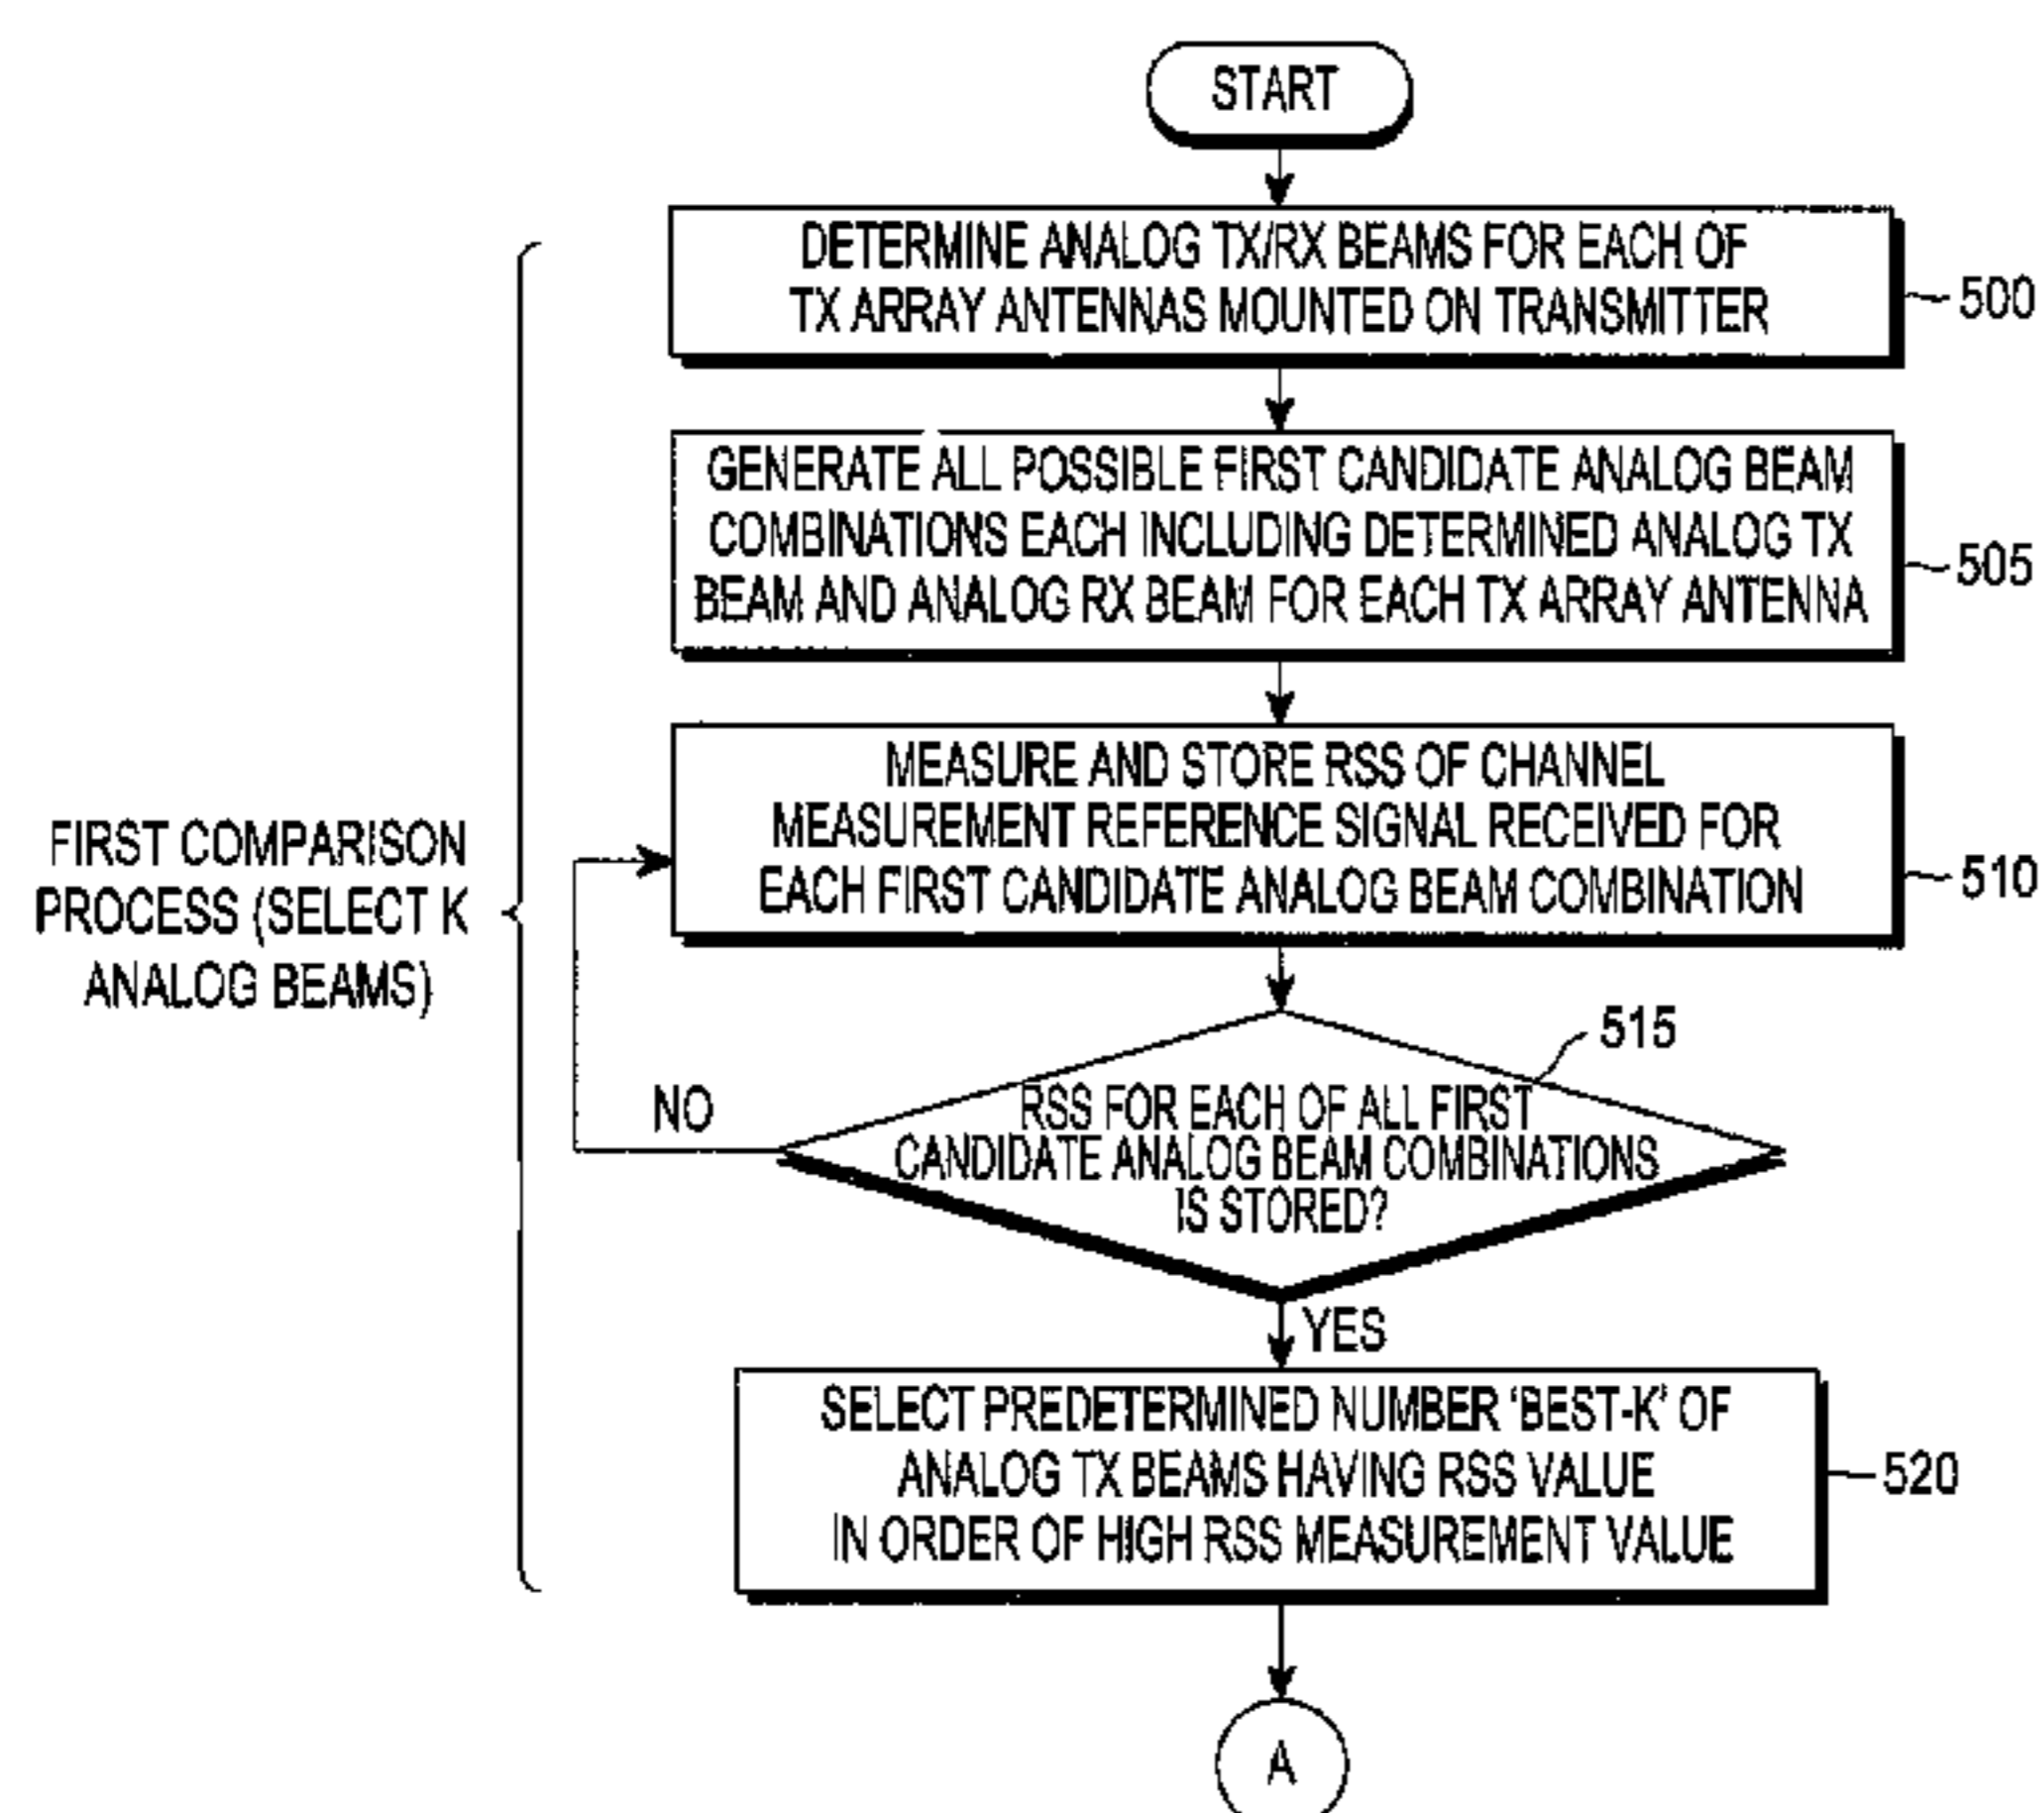 START
DETERMINE ANALOG TX/RX BEAMS FOR EACH OF
TX ARRAY ANTENNAS MOUNTED ON TRANSMITTER
500
GENERATE ALL POSSIBLE FIRST CANDIDATE ANALOG BEAM
COMBINATIONS EACH INCLUDING DETERMINED ANALOG TX
BEAM AND ANALOG RX BEAM FOR EACH TX ARRAY ANTENNA
505
MEASURE AND STORE RSS OF CHANNEL
MEASUREMENT REFERENCE SIGNAL RECEIVED FOR
EACH FIRST CANDIDATE ANALOG BEAM COMBINATION
510
FIRST COMPARISON
PROCESS (SELECT K
ANALOG BEAMS)
515
RSS FOR EACH OF ALL FIRST
CANDIDATE ANALOG BEAM COMBINATIONS
IS STORED?
NO
YES
SELECT PREDETERMINED NUMBER 'BEST-K' OF
ANALOG TX BEAMS HAVING RSS VALUE
IN ORDER OF HIGH RSS MEASUREMENT VALUE
520
A